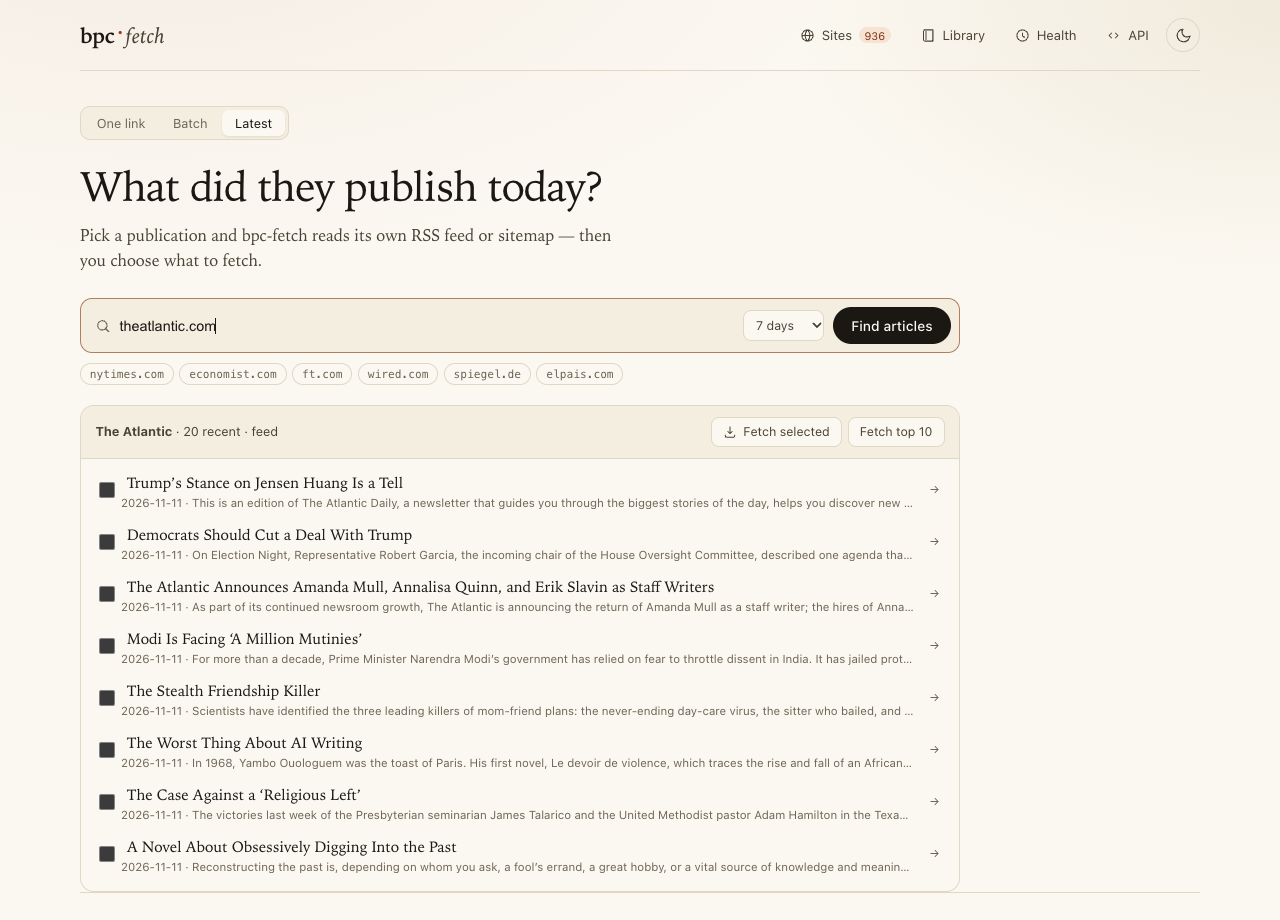 bpc·fetch
Sites 936
Library
Health
API
One link
Batch
Latest
What did they publish today?
Pick a publication and bpc-fetch reads its own RSS feed or sitemap — then
you choose what to fetch.
theatlantic.com
7 days
Find articles
nytimes.com
economist.com
ft.com
wired.com
spiegel.de
elpais.com
The Atlantic · 20 recent · feed
Fetch selected
Fetch top 10
Trump’s Stance on Jensen Huang Is a Tell
2026-11-11 · This is an edition of The Atlantic Daily, a newsletter that guides you through the biggest stories of the day, helps you discover new ...
Democrats Should Cut a Deal With Trump
2026-11-11 · On Election Night, Representative Robert Garcia, the incoming chair of the House Oversight Committee, described one agenda tha...
The Atlantic Announces Amanda Mull, Annalisa Quinn, and Erik Slavin as Staff Writers
2026-11-11 · As part of its continued newsroom growth, The Atlantic is announcing the return of Amanda Mull as a staff writer; the hires of Anna...
Modi Is Facing ‘A Million Mutinies’
2026-11-11 · For more than a decade, Prime Minister Narendra Modi’s government has relied on fear to throttle dissent in India. It has jailed prot...
The Stealth Friendship Killer
2026-11-11 · Scientists have identified the three leading killers of mom-friend plans: the never-ending day-care virus, the sitter who bailed, and ...
The Worst Thing About AI Writing
2026-11-11 · In 1968, Yambo Ouologuem was the toast of Paris. His first novel, Le devoir de violence, which traces the rise and fall of an African...
The Case Against a ‘Religious Left’
2026-11-11 · The victories last week of the Presbyterian seminarian James Talarico and the United Methodist pastor Adam Hamilton in the Texa...
A Novel About Obsessively Digging Into the Past
2026-11-11 · Reconstructing the past is, depending on whom you ask, a fool’s errand, a great hobby, or a vital source of knowledge and meanin...